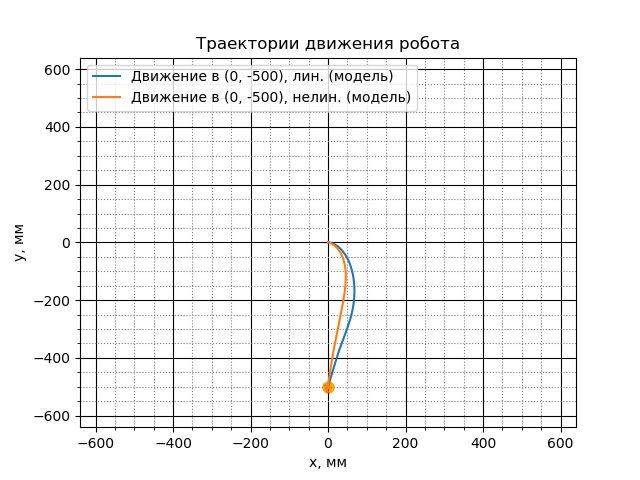 Траектории движения робота
Движение в (0, -500), лин. (модель)
Движение в (0, -500), нелин. (модель)
600
400
200
0
−200
−400
−600
y, мм
−600 −400 −200 0 200 400 600
x, мм